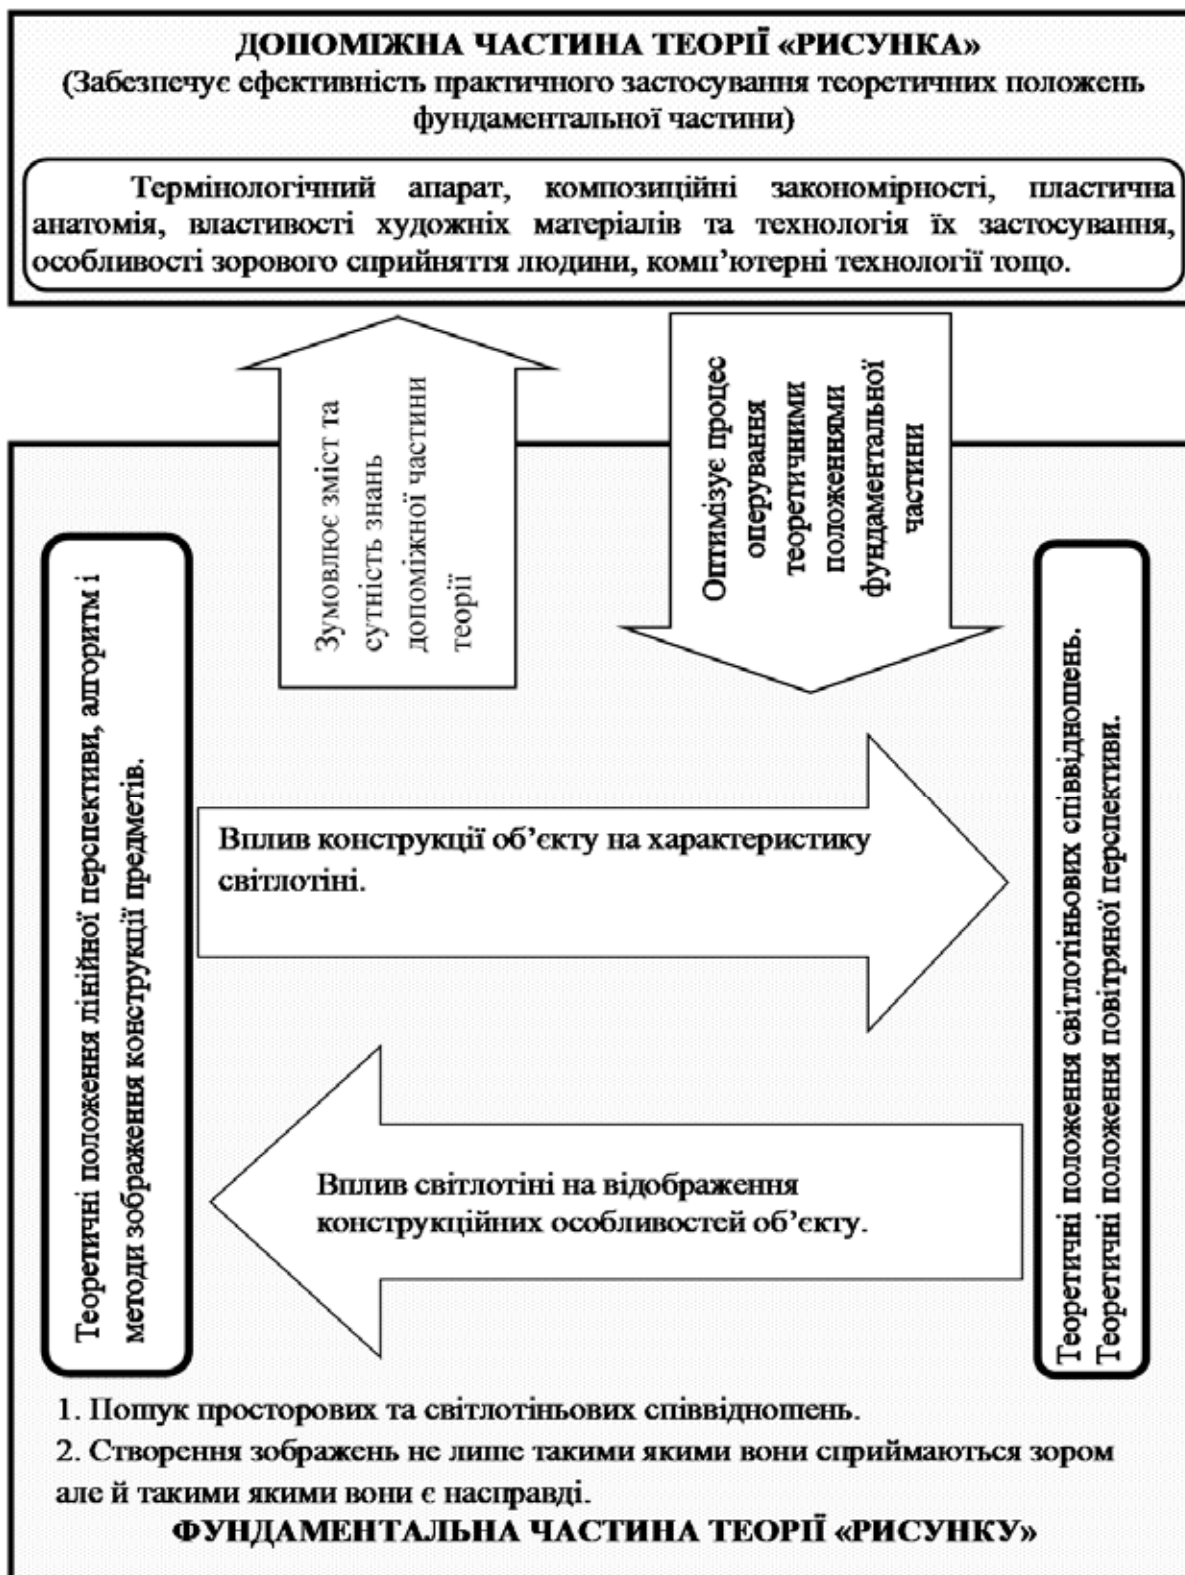 ДОПОМІЖНА ЧАСТИНА ТЕОРІЇ «РИСУНКА»
(Забезпечує ефективність практичного застосування теоретичних положень
фундаментальної частини)
Термінологічний апарат, композиційні закономірності, пластична
анатомія, властивості художніх матеріалів та технологія їх застосування,
особливості зорового сприйняття людини, комп’ютерні технології тощо.
Зумовлює зміст та
сутність знань
допоміжної частини
теорії
Оптимізує процес
оперування
теоретичними
положеннями
фундаментальної
частини
Теоретичні положення лінійної перспективи, алгоритм і
методи зображення конструкції предметів.
Вплив конструкції об’єкту на характеристику
світлотіні.
Вплив світлотіні на відображення
конструкційних особливостей об’єкту.
Теоретичні положення світлотіньових співвідношень.
Теоретичні положення повітряної перспективи.
1. Пошук просторових та світлотіньових співвідношень.
2. Створення зображень не лише такими якими вони сприймаються зором
але й такими якими вони є насправді.
ФУНДАМЕНТАЛЬНА ЧАСТИНА ТЕОРІЇ «РИСУНКУ»